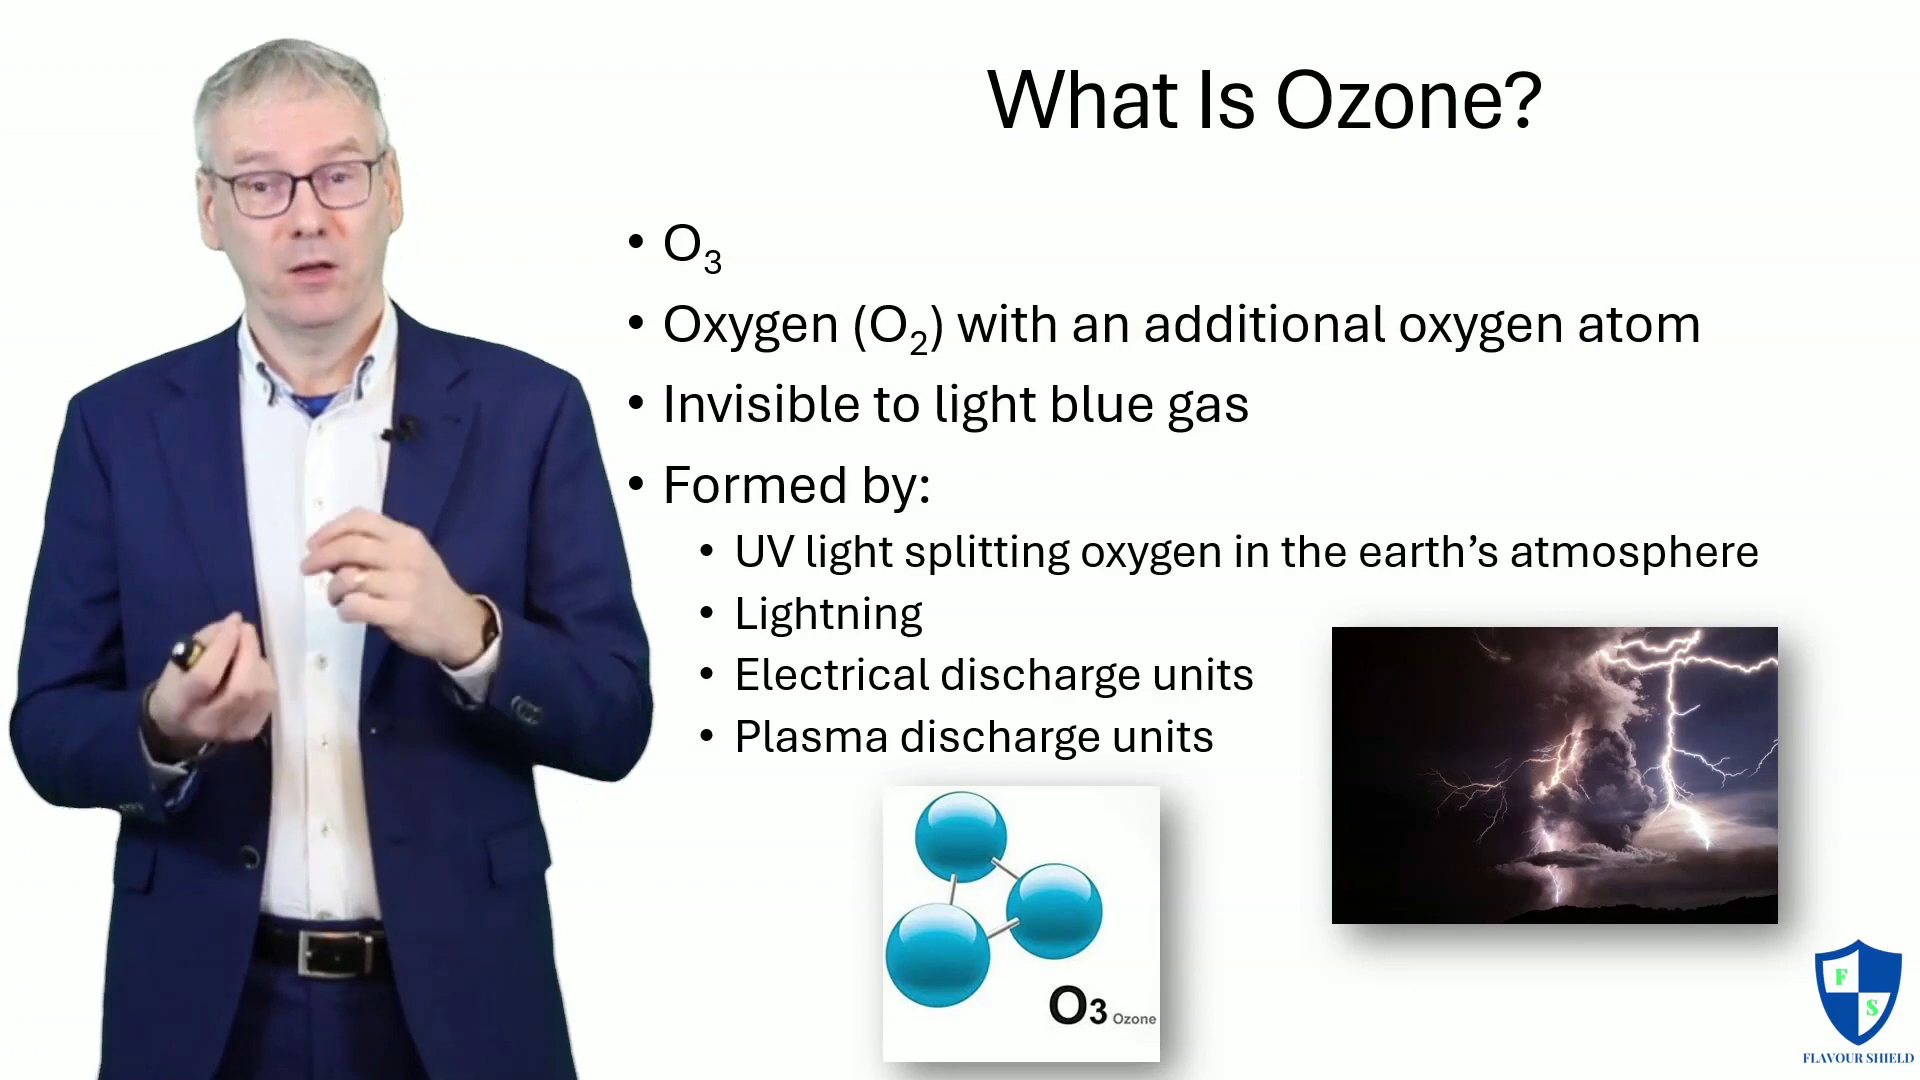 What Is Ozone?
• O₃
• Oxygen (O₂) with an additional oxygen atom
• Invisible to light blue gas
• Formed by:
• UV light splitting oxygen in the earth’s atmosphere
• Lightning
• Electrical discharge units
• Plasma discharge units
O3 Ozone
F
S
FLAVOUR SHIELD